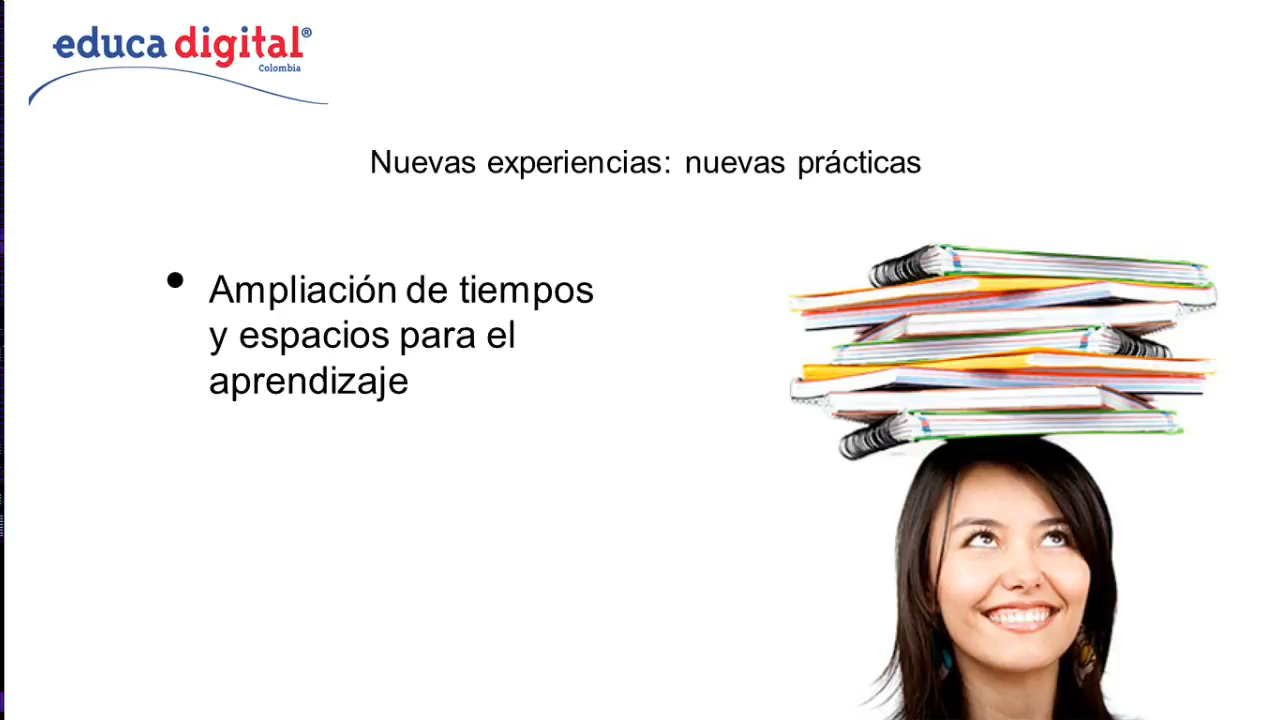 educa digital®
Colombia
Nuevas experiencias: nuevas prácticas
• Ampliación de tiempos
y espacios para el
aprendizaje